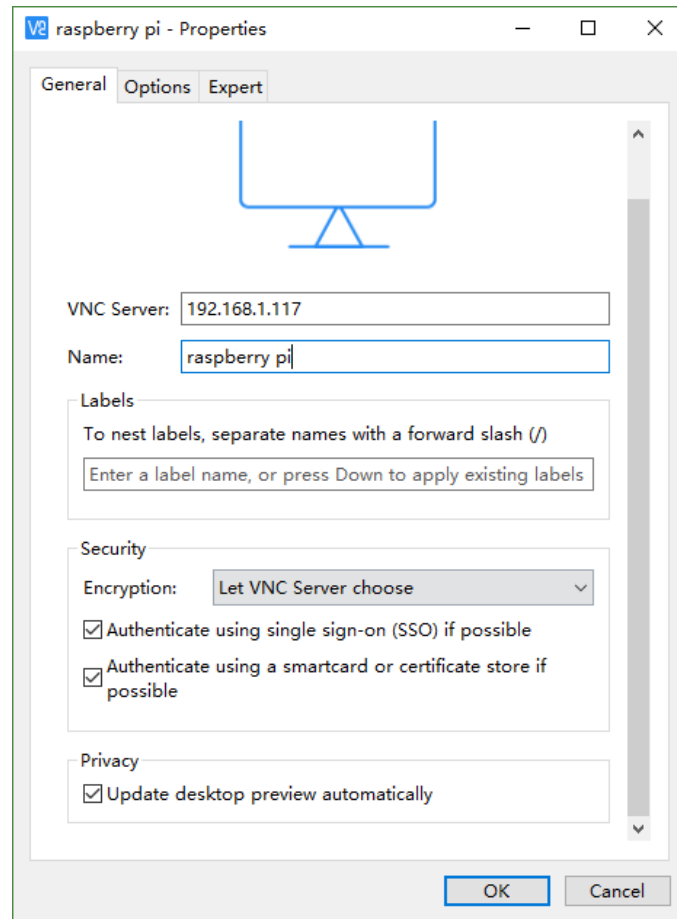 raspberry pi - Properties
General Options Expert
VNC Server: 192.168.1.117
Name: raspberry pi
Labels
To nest labels, separate names with a forward slash (/)
Enter a label name, or press Down to apply existing labels
Security
Encryption: Let VNC Server choose
Authenticate using single sign-on (SSO) if possible
Authenticate using a smartcard or certificate store if
possible
Privacy
Update desktop preview automatically
OK Cancel